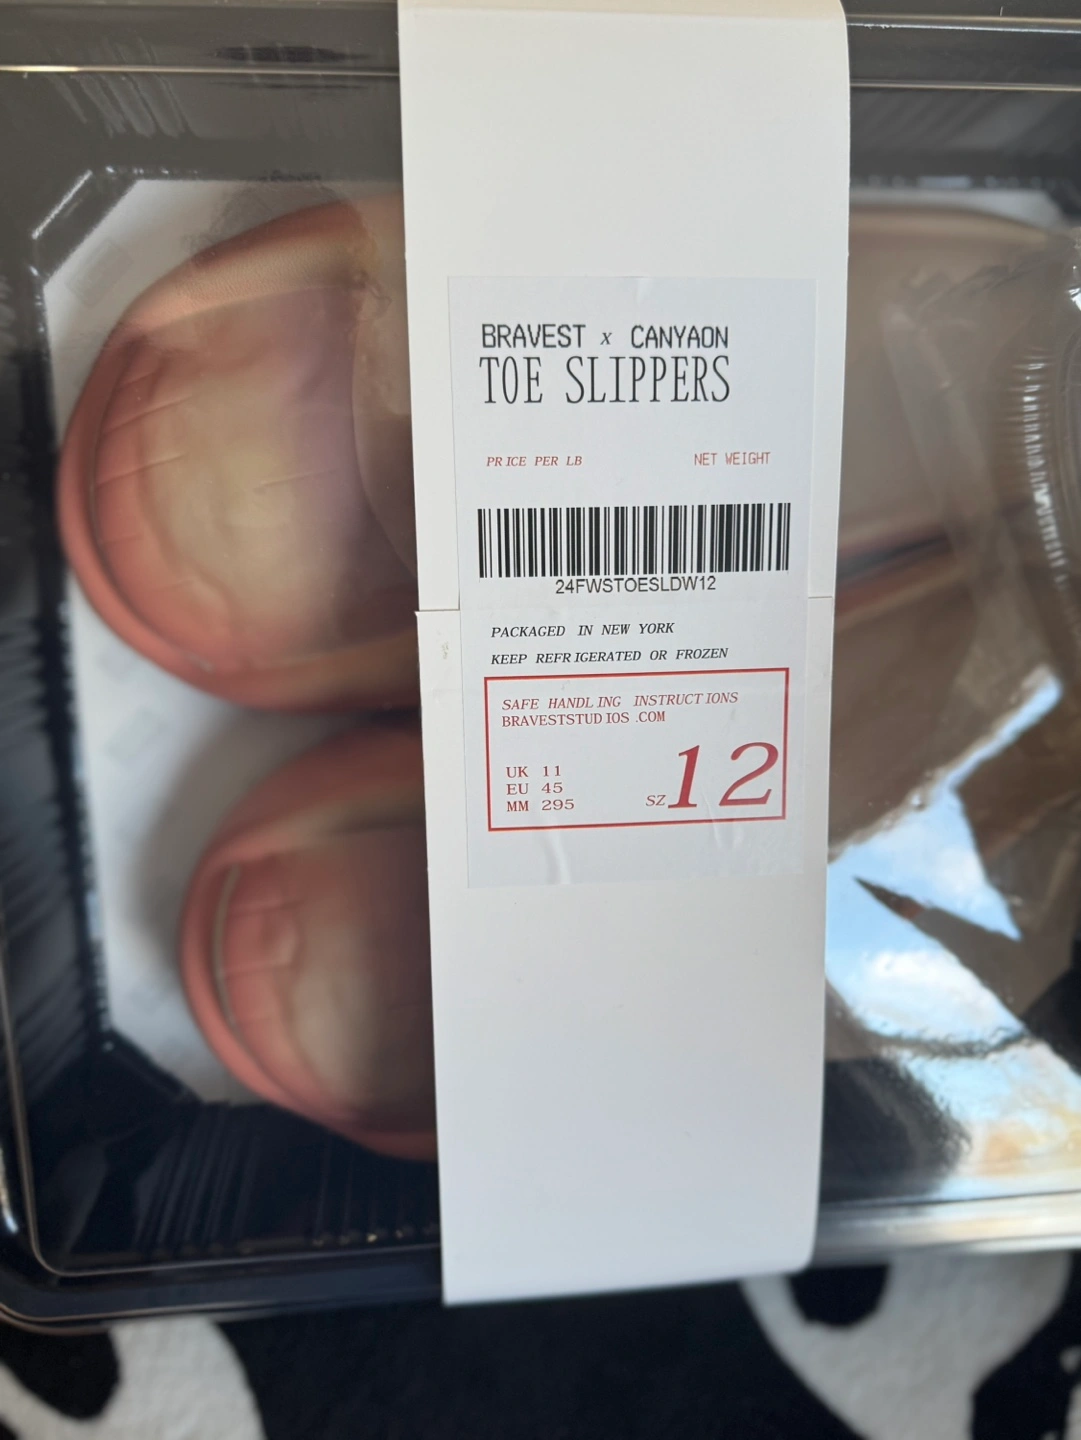 BRAVEST x CANYAON
TOE SLIPPERS
PRICE PER LB NET WEIGHT
24FWSTOESLDW12
PACKAGED IN NEW YORK
KEEP REFRIGERATED OR FROZEN
SAFE HANDLING INSTRUCTIONS
BRAVESTSTUDIOS.COM
UK 11
EU 45
MM 295
SZ 12